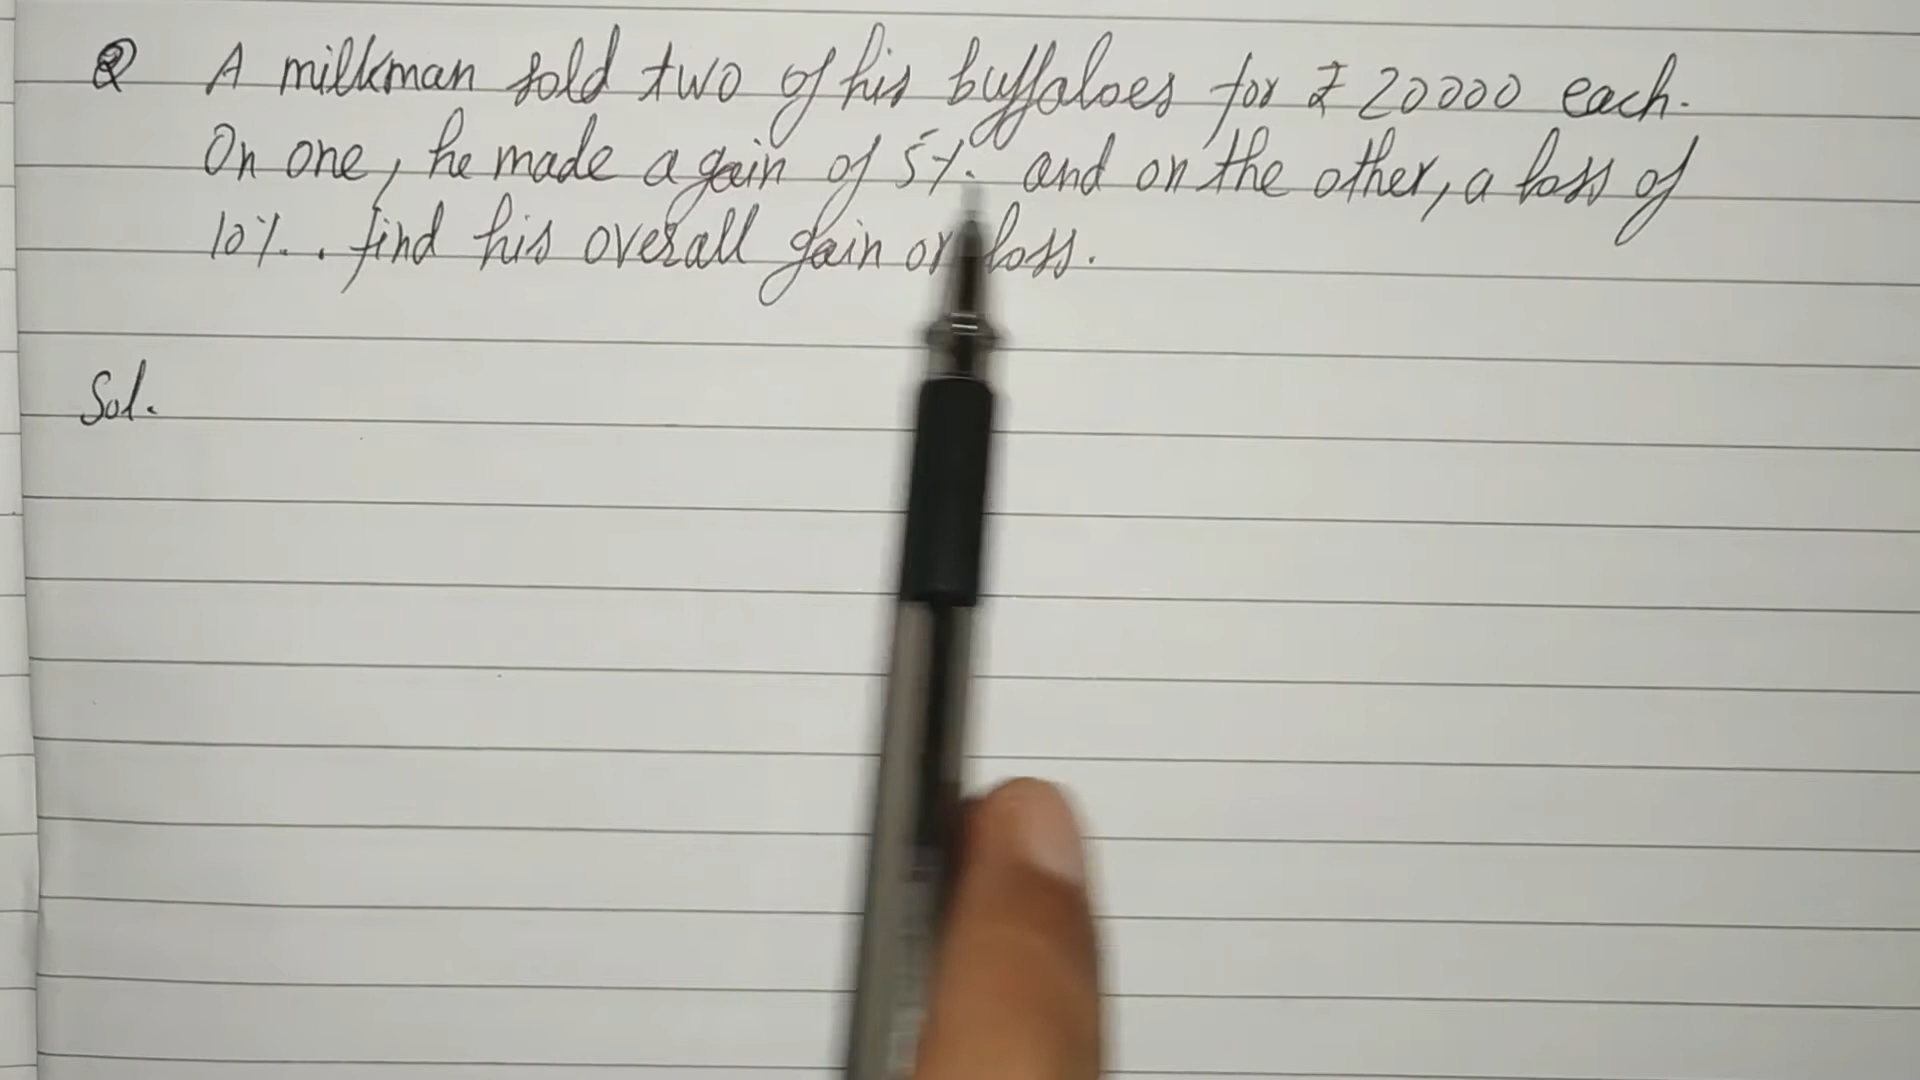 Q A milkman sold two of his buffaloes for ₹ 20000 each.
On one, he made a gain of 5%. and on the other, a loss of
10%. . find his overall gain or loss.
Sol.